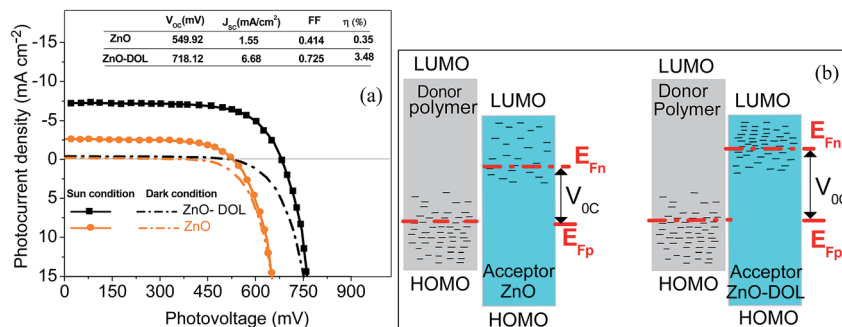 V_OC(mV) J_SC(mA/cm²) FF η (%)
ZnO 549.92 1.55 0.414 0.35
ZnO-DOL 718.12 6.68 0.725 3.48
(a)
Photocurrent density (mA cm⁻²)
-15
-10
-5
0
5
10
15
Sun condition Dark condition
ZnO- DOL
ZnO
0 150 300 450 600 750 900
Photovoltage (mV)
(b)
LUMO
Donor
polymer
LUMO
E_Fn
V_0C
E_Fp
HOMO
Acceptor
ZnO
HOMO
LUMO
Donor
Polymer
LUMO
E_Fn
V_0C
E_Fp
HOMO
Acceptor
ZnO-DOL
HOMO